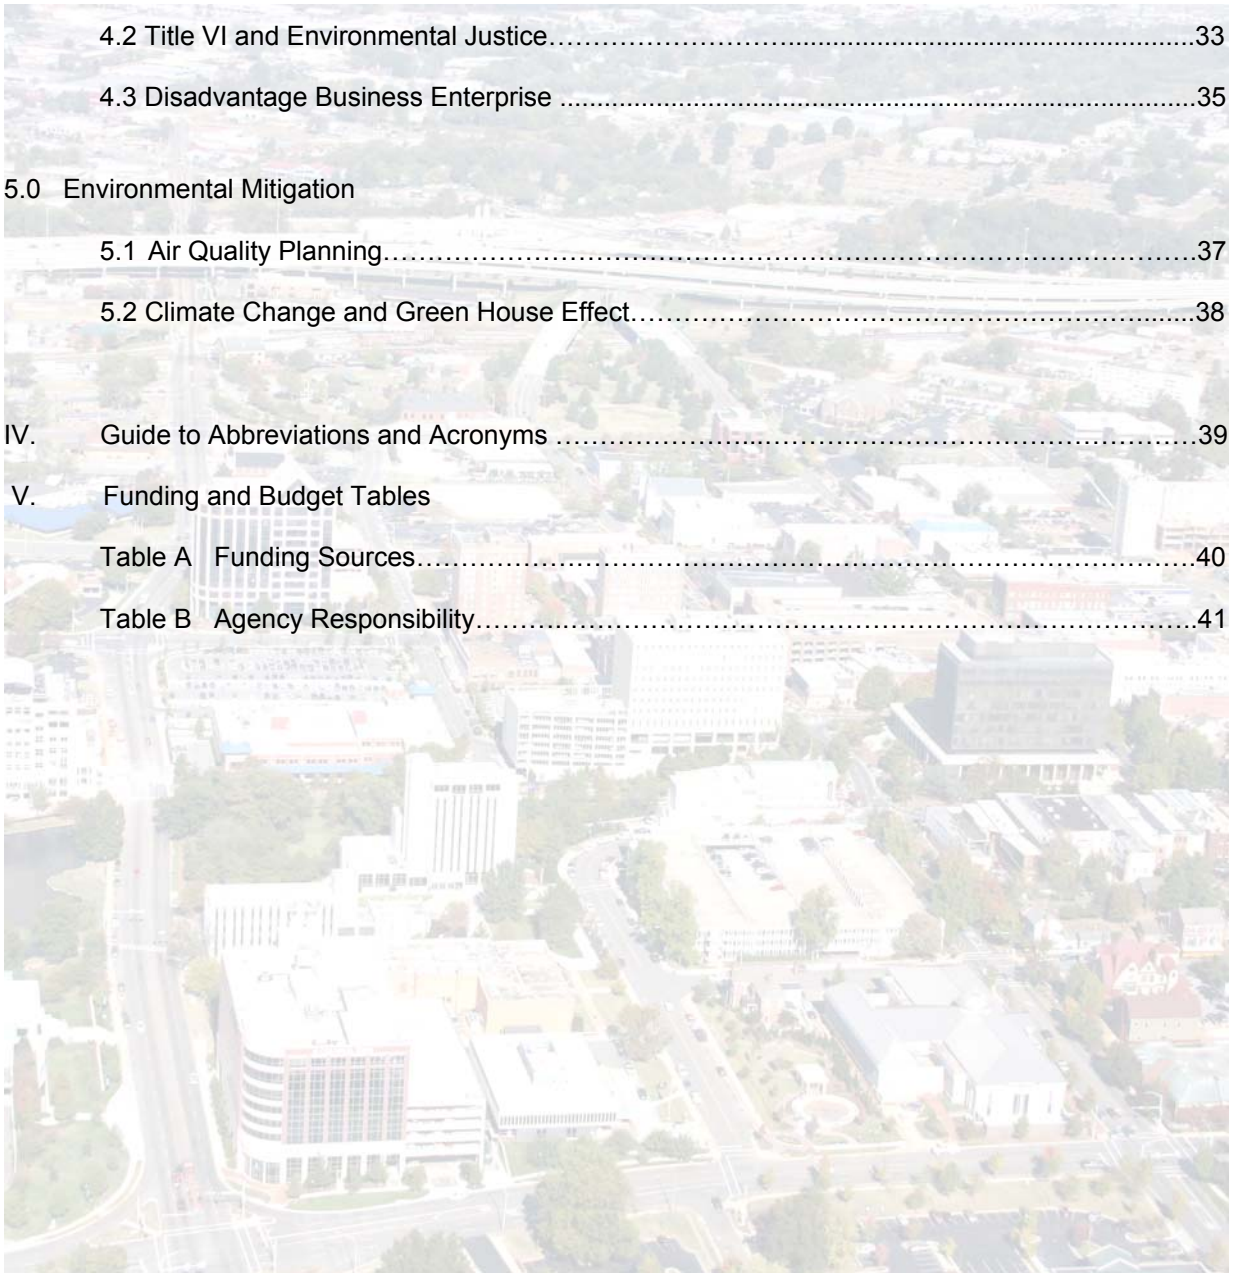 4.2 Title VI and Environmental Justice……………………….........................................................33
4.3 Disadvantage Business Enterprise ..........................................................................................35
5.0 Environmental Mitigation
5.1 Air Quality Planning…………………………………………………………………………………37
5.2 Climate Change and Green House Effect………………………………………………….........38
IV. Guide to Abbreviations and Acronyms …………………...……………………………………………39
V. Funding and Budget Tables
Table A Funding Sources…………………………………………………………………………….40
Table B Agency Responsibility……....………………………………………………………………..41